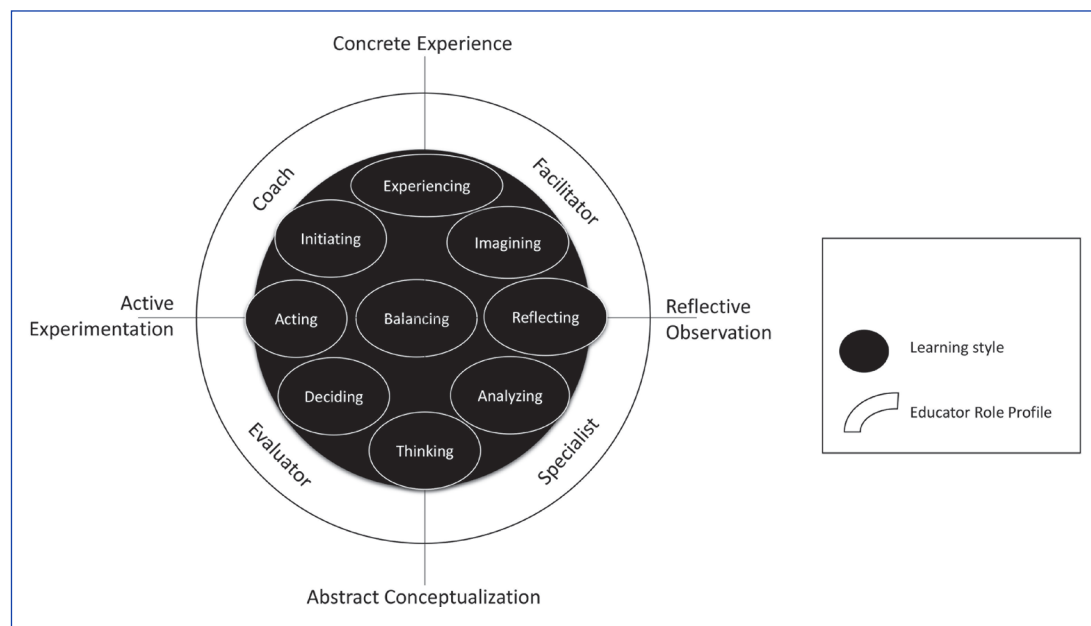 Concrete Experience
Coach
Facilitator
Experiencing
Initiating
Imagining
Active
Experimentation
Acting
Balancing
Reflecting
Reflective
Observation
Learning style
Deciding
Analyzing
Educator Role Profile
Evaluator
Thinking
Specialist
Abstract Conceptualization